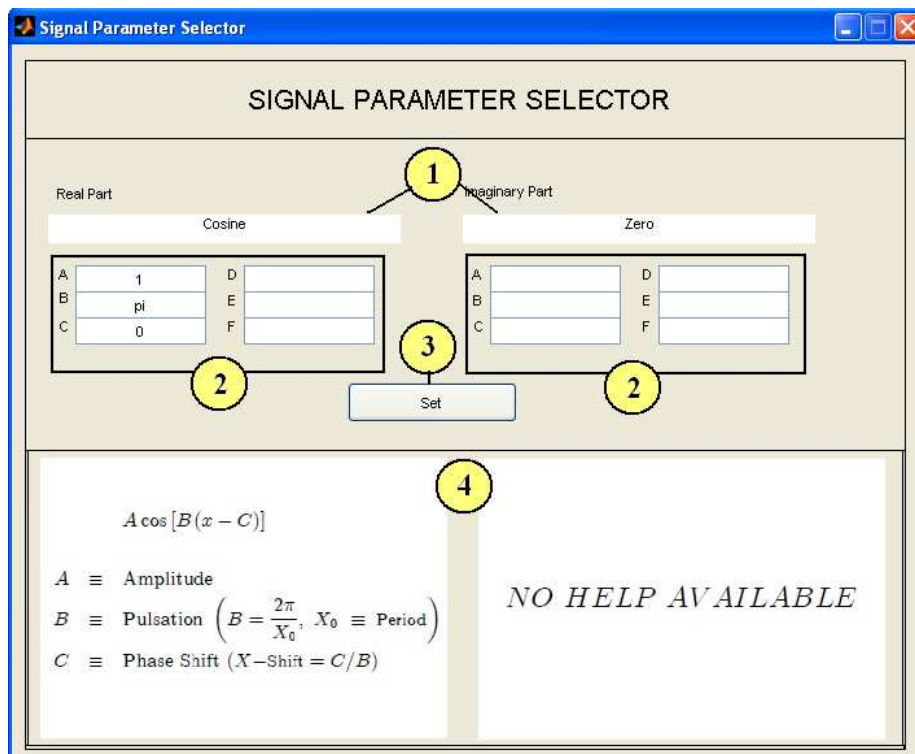 Signal Parameter Selector
SIGNAL PARAMETER SELECTOR
1
Real Part
Imaginary Part
Cosine
Zero
A 1 D
B pi E
C 0 F
A D
B E
C F
2
3
2
Set
4
A cos [B(x − C)]
A ≡ Amplitude
B ≡ Pulsation (B = 2π/X₀, X₀ ≡ Period)
C ≡ Phase Shift (X−Shift = C/B)
NO HELP AVAILABLE